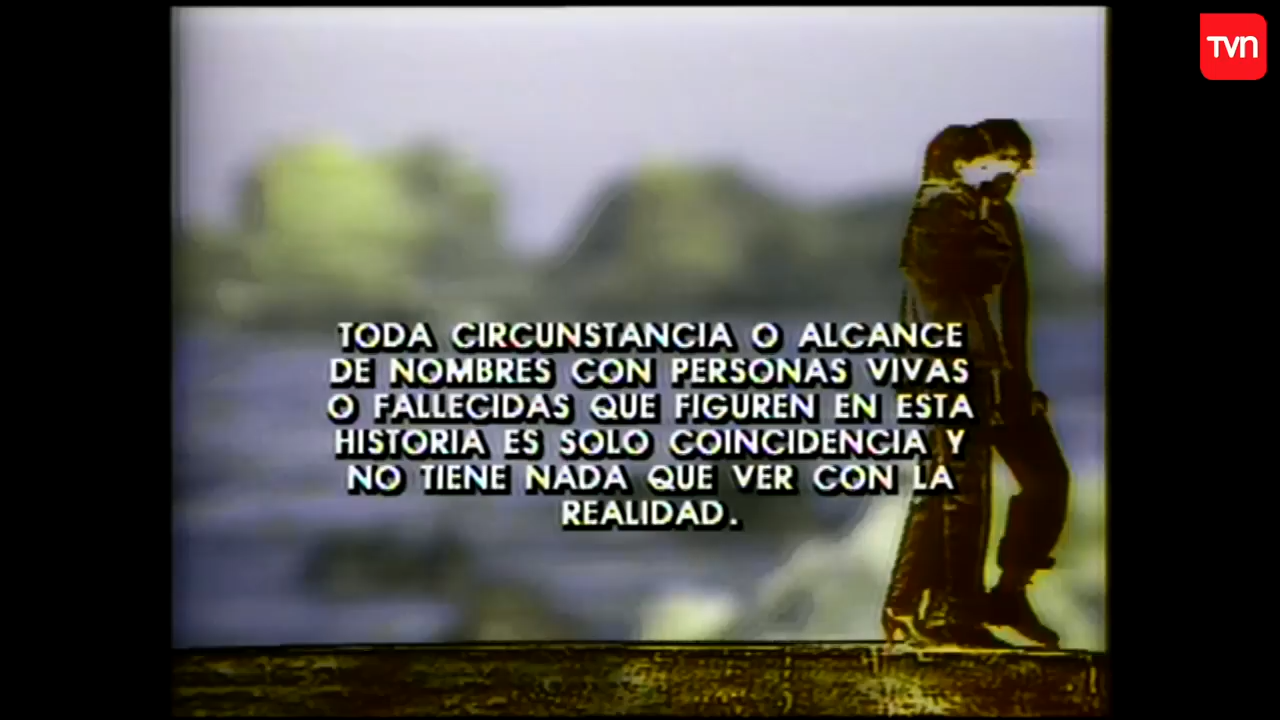 TVN
TODA CIRCUNSTANCIA O ALCANCE
DE NOMBRES CON PERSONAS VIVAS
O FALLECIDAS QUE FIGUREN EN ESTA
HISTORIA ES SOLO COINCIDENCIA Y
NO TIENE NADA QUE VER CON LA
REALIDAD.